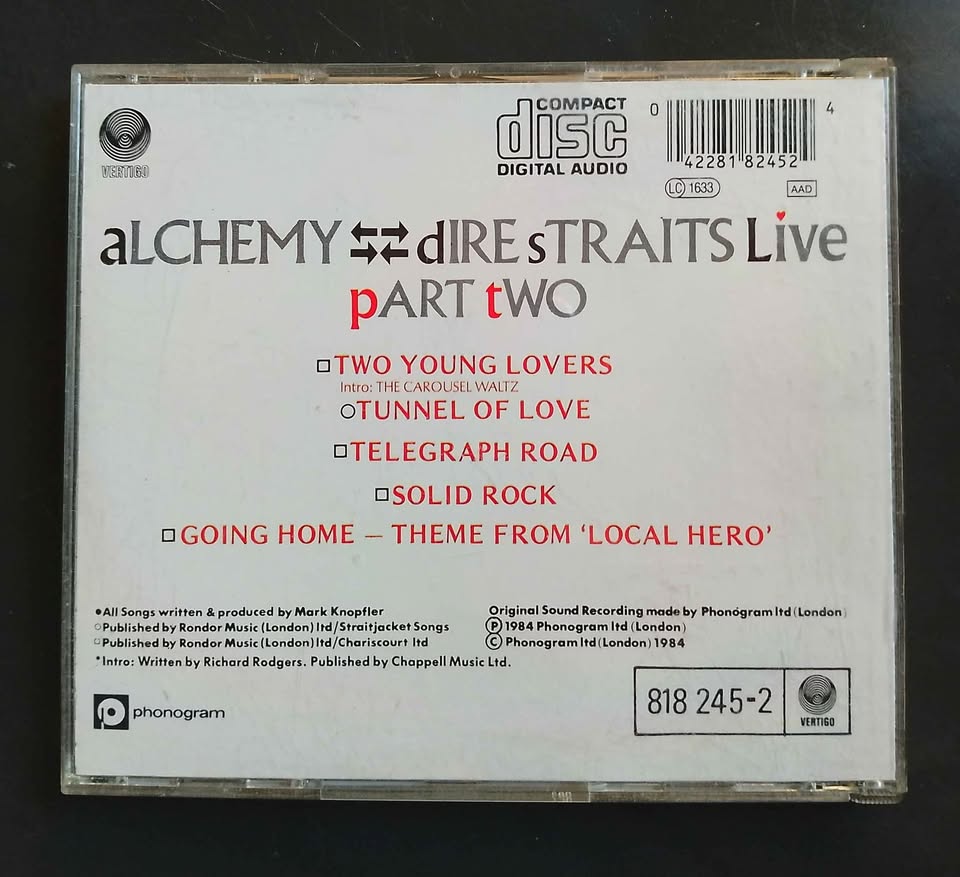 VERTIGO
COMPACT
disc
DIGITAL AUDIO
0 42281 82452 4
LC 1633
AAD
aLCHEMY dIRE sTRAITS Live
pART tWO
TWO YOUNG LOVERS
Intro: THE CAROUSEL WALTZ
TUNNEL OF LOVE
TELEGRAPH ROAD
SOLID ROCK
GOING HOME – THEME FROM ‘LOCAL HERO’
All Songs written & produced by Mark Knopfler
Published by Rondor Music (London) ltd/Straitjacket Songs
Published by Rondor Music (London) ltd/Chariscourt ltd
*Intro: Written by Richard Rodgers. Published by Chappell Music Ltd.
Original Sound Recording made by Phonogram ltd (London)
Ⓟ 1984 Phonogram ltd (London)
Ⓒ Phonogram ltd (London) 1984
phonogram
818 245-2
VERTIGO